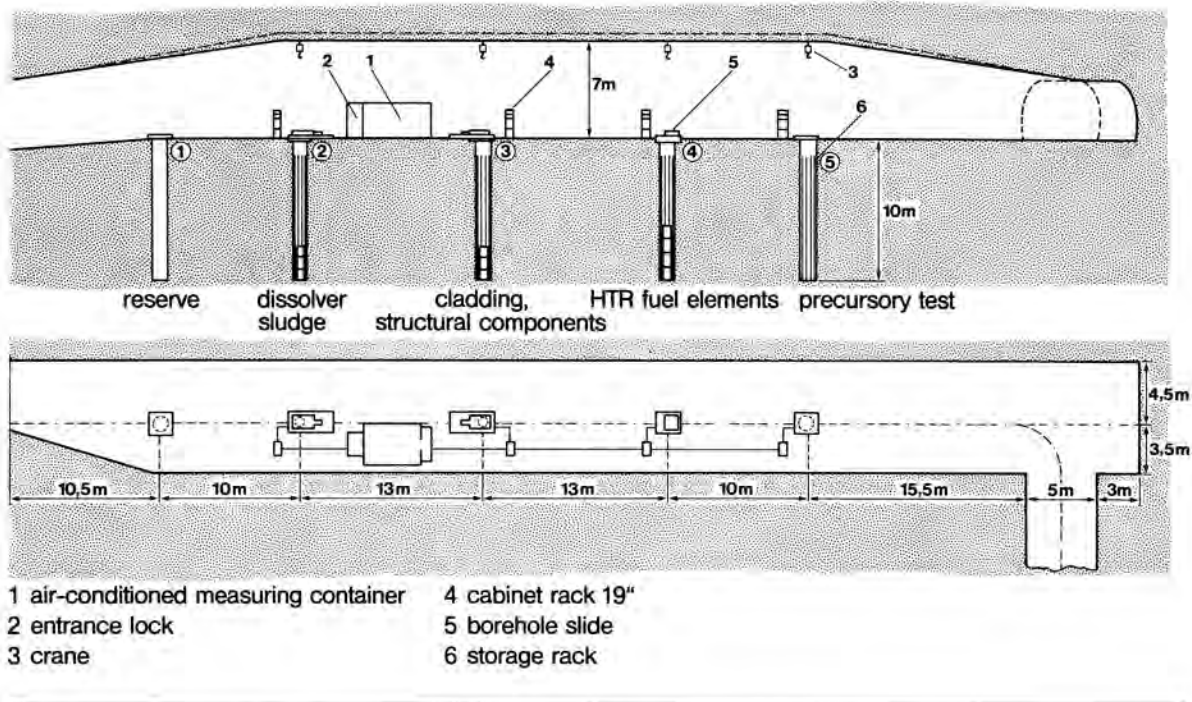 2 1 4 5
3
7m
6
① ② ③ ④ ⑤
10m
reserve dissolver cladding, HTR fuel elements precursory test
sludge structural components
4,5m
3,5m
10,5m 10m 13m 13m 10m 15,5m 5m 3m
1 air-conditioned measuring container 4 cabinet rack 19“
2 entrance lock 5 borehole slide
3 crane 6 storage rack